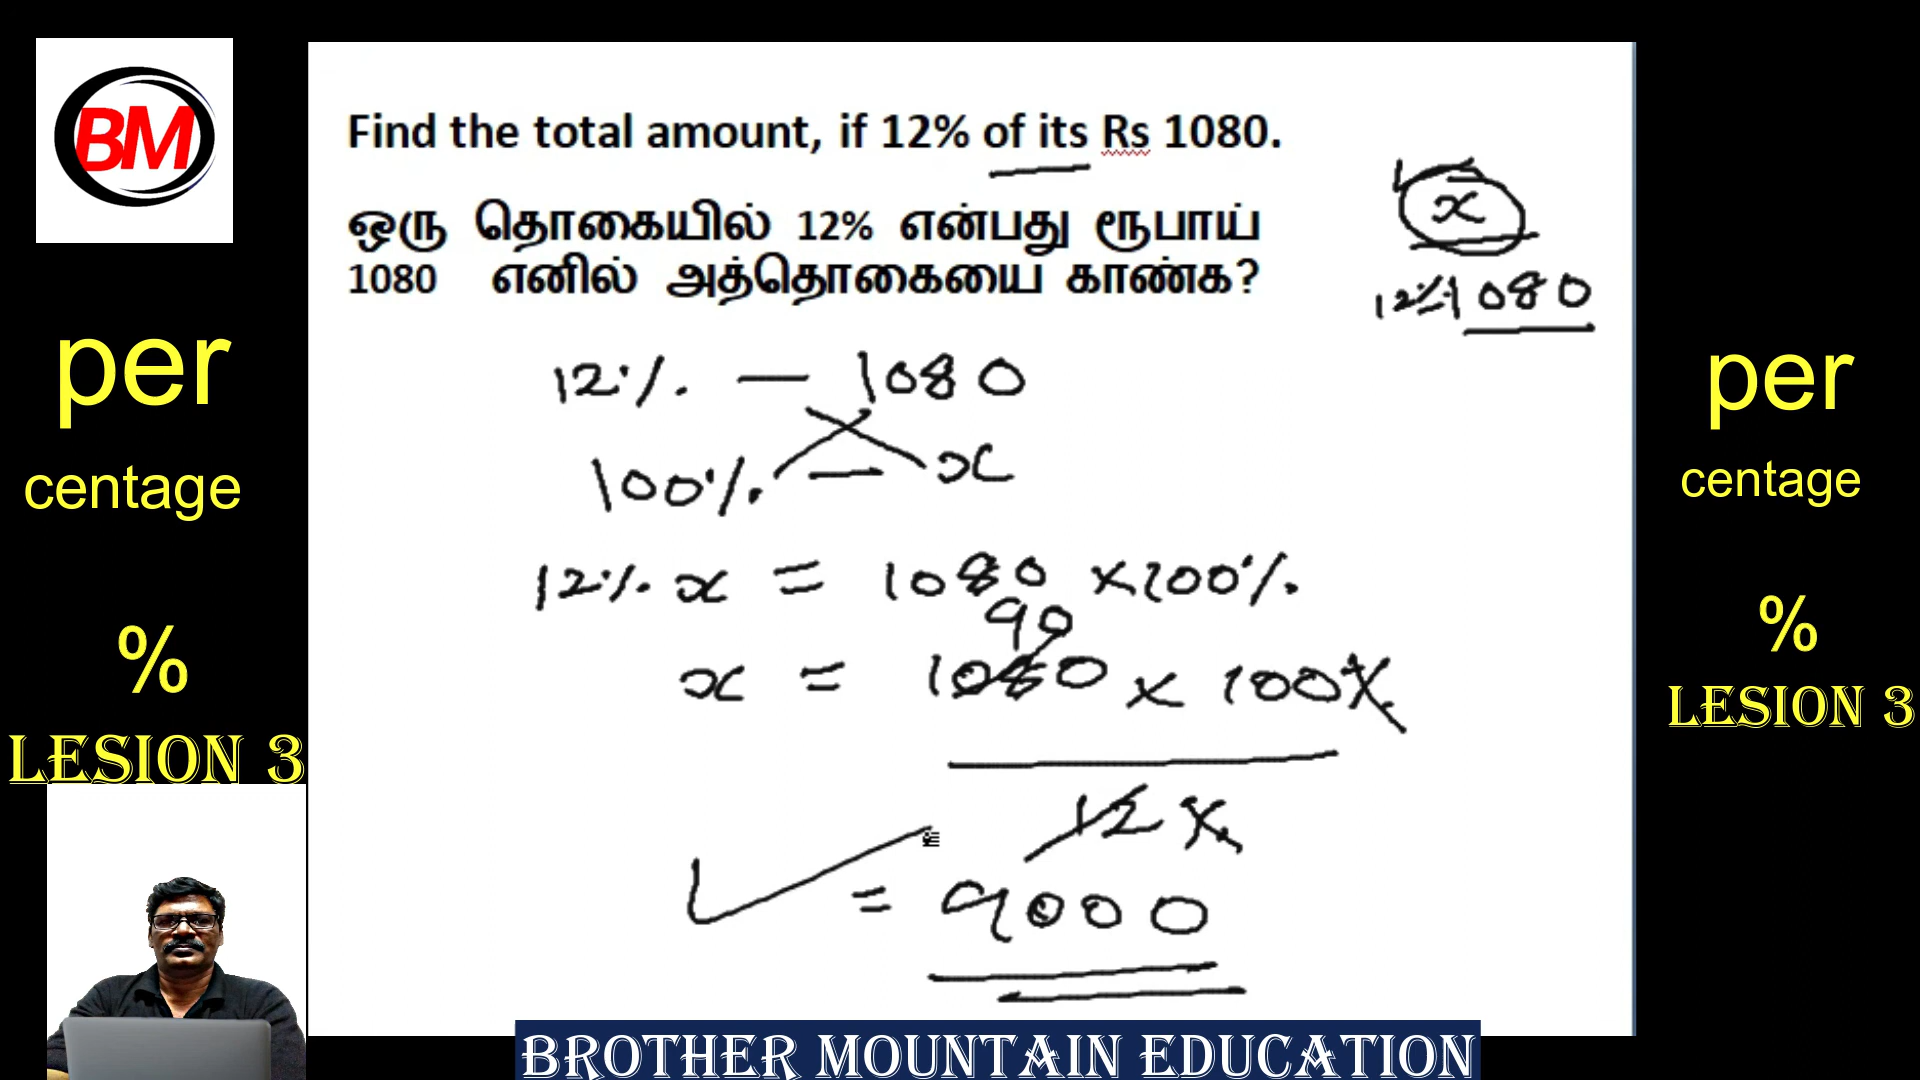 BM
Find the total amount, if 12% of its Rs 1080.
ஒரு தொகையில் 12% என்பது ரூபாய்
1080 எனில் அத்தொகையை காண்க?
x
12% 1080
12% — 1080
100% — x
12% x = 1080 × 100%
90
x = 1080 × 100%
12%
= 9000
per
centage
%
LESION 3
per
centage
%
LESION 3
BROTHER MOUNTAIN EDUCATION